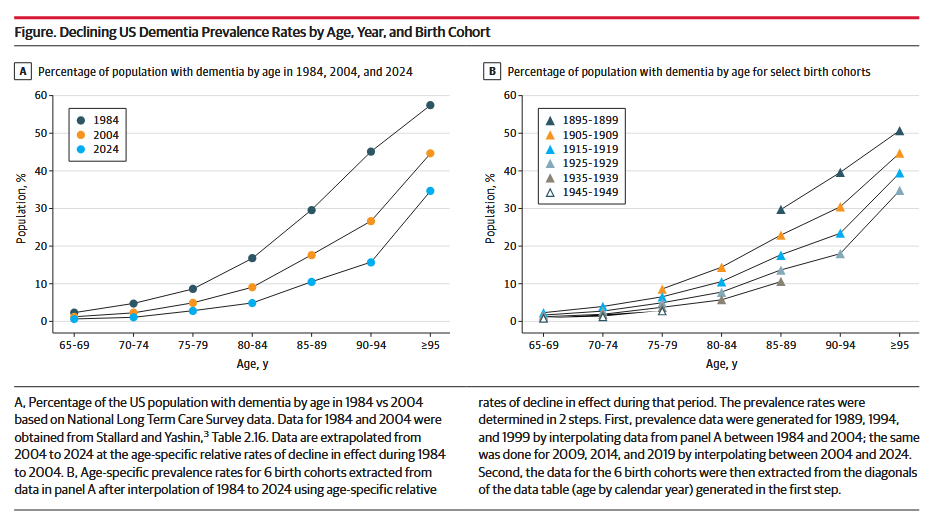 Figure. Declining US Dementia Prevalence Rates by Age, Year, and Birth Cohort
A Percentage of population with dementia by age in 1984, 2004, and 2024
60
50
40
30
20
10
0
Population, %
1984
2004
2024
65-69 70-74 75-79 80-84 85-89 90-94 ≥95
Age, y
B Percentage of population with dementia by age for select birth cohorts
60
50
40
30
20
10
0
Population, %
1895-1899
1905-1909
1915-1919
1925-1929
1935-1939
1945-1949
65-69 70-74 75-79 80-84 85-89 90-94 ≥95
Age, y
A, Percentage of the US population with dementia by age in 1984 vs 2004
based on National Long Term Care Survey data. Data for 1984 and 2004 were
obtained from Stallard and Yashin,³ Table 2.16. Data are extrapolated from
2004 to 2024 at the age-specific relative rates of decline in effect during 1984
to 2004. B, Age-specific prevalence rates for 6 birth cohorts extracted from
data in panel A after interpolation of 1984 to 2024 using age-specific relative
rates of decline in effect during that period. The prevalence rates were
determined in 2 steps. First, prevalence data were generated for 1989, 1994,
and 1999 by interpolating data from panel A between 1984 and 2004; the same
was done for 2009, 2014, and 2019 by interpolating between 2004 and 2024.
Second, the data for the 6 birth cohorts were then extracted from the diagonals
of the data table (age by calendar year) generated in the first step.